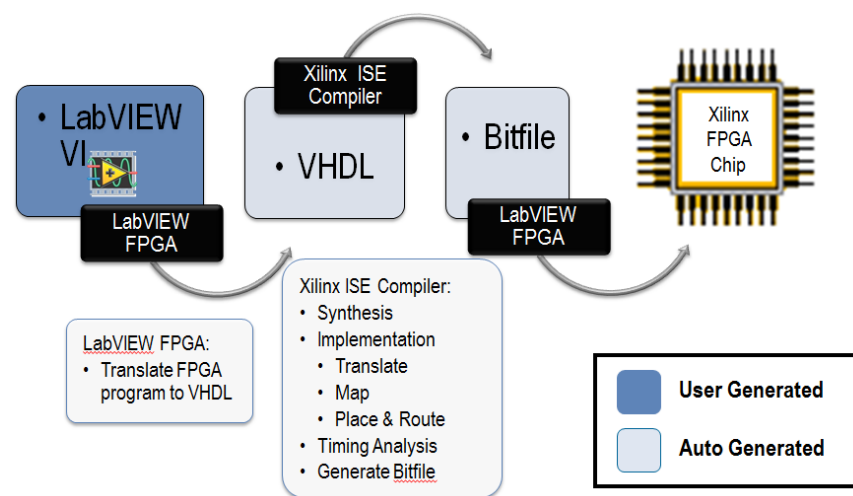 • LabVIEW
VI
LabVIEW
FPGA
Xilinx ISE
Compiler
• VHDL
• Bitfile
LabVIEW
FPGA
Xilinx
FPGA
Chip
LabVIEW FPGA:
• Translate FPGA
program to VHDL
Xilinx ISE Compiler:
• Synthesis
• Implementation
• Translate
• Map
• Place & Route
• Timing Analysis
• Generate Bitfile
User Generated
Auto Generated